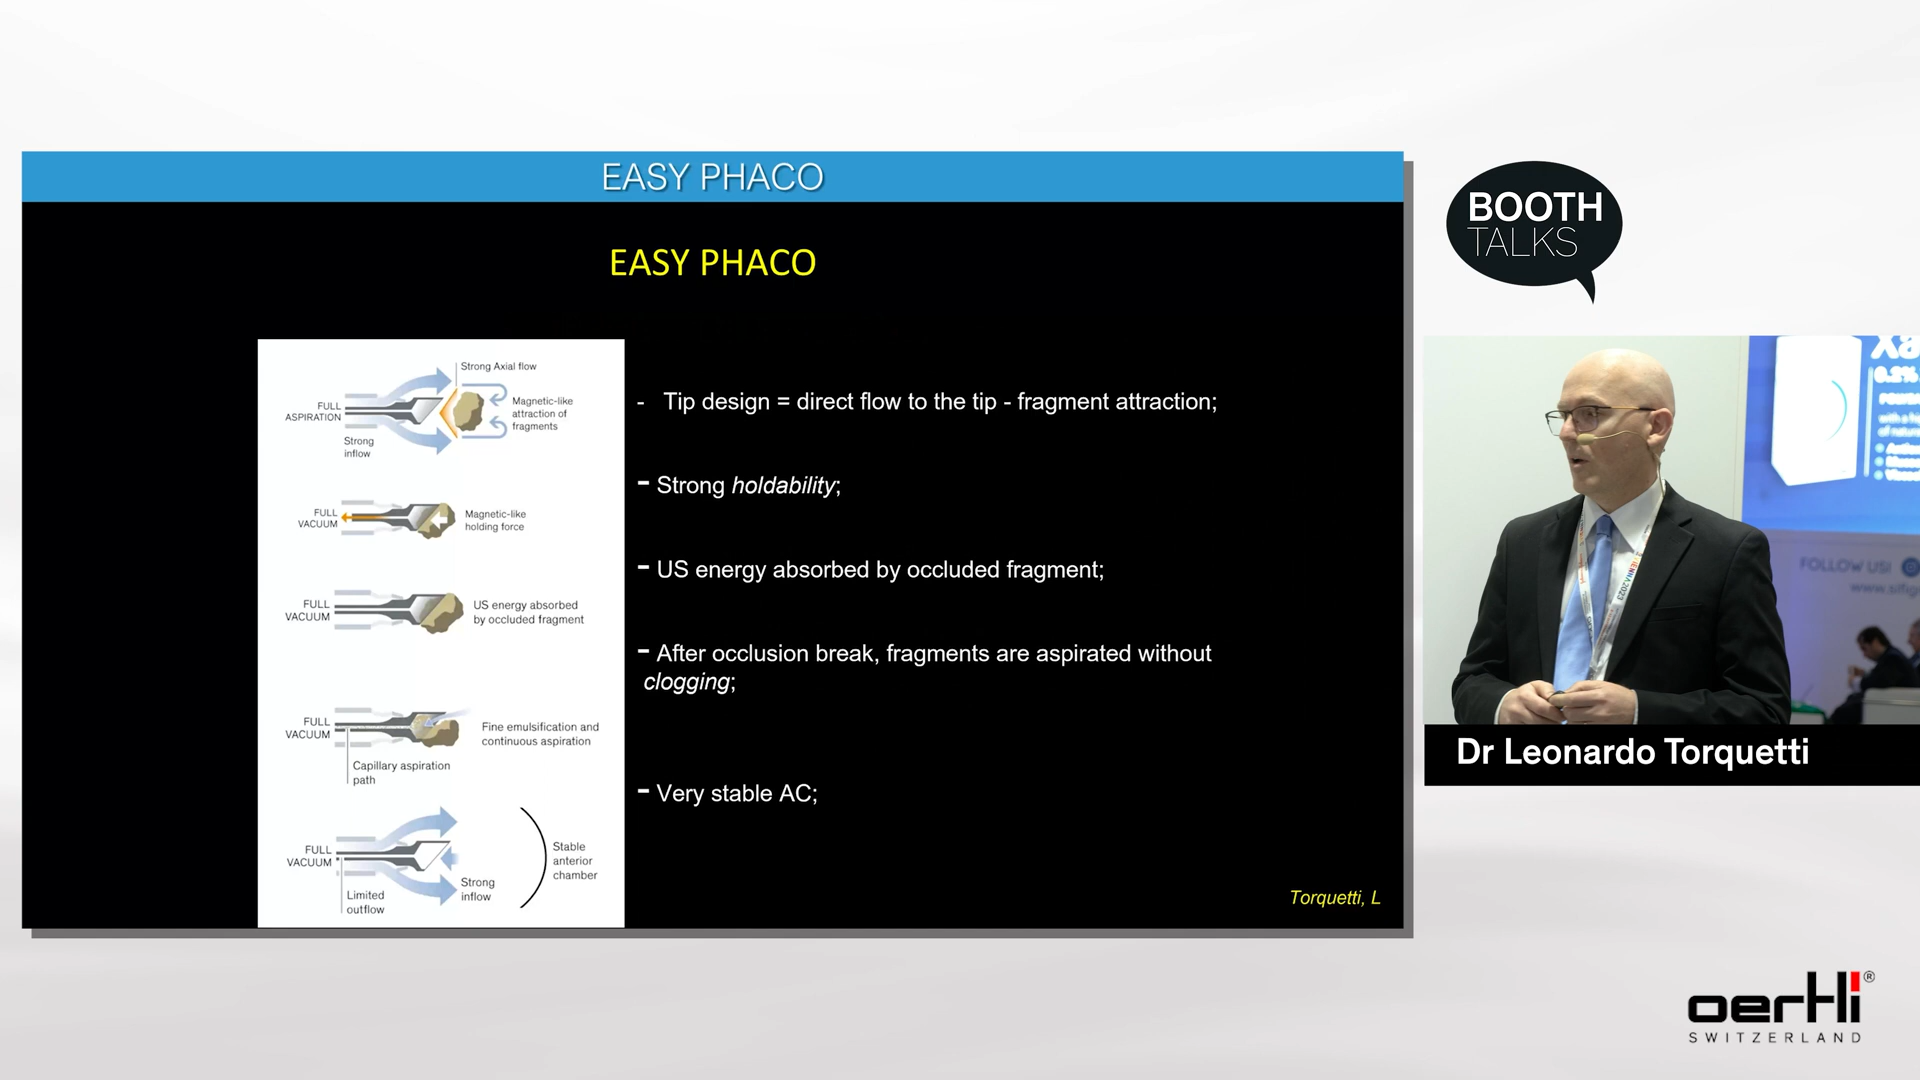 EASY PHACO
EASY PHACO
Strong Axial flow
FULL
ASPIRATION
Magnetic-like
attraction of
fragments
Strong
inflow
FULL
VACUUM
Magnetic-like
holding force
FULL
VACUUM
US energy absorbed
by occluded fragment
FULL
VACUUM
Fine emulsification and
continuous aspiration
Capillary aspiration
path
FULL
VACUUM
Stable
anterior
chamber
Strong
inflow
Limited
outflow
- Tip design = direct flow to the tip - fragment attraction;
- Strong holdability;
- US energy absorbed by occluded fragment;
- After occlusion break, fragments are aspirated without
clogging;
- Very stable AC;
Torquetti, L
BOOTH
TALKS
0.2%
FOLLOW US!
Dr Leonardo Torquetti
oertli®
SWITZERLAND